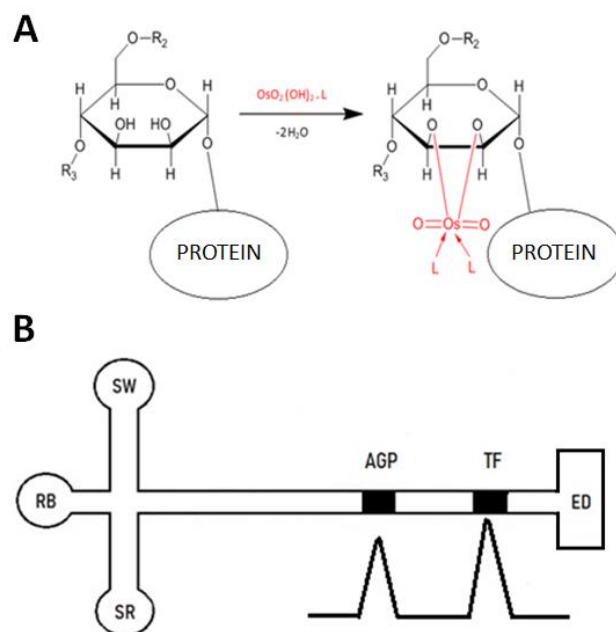 A
O-R₂
H
O
H
H
OH
HO
O
H
H
O
R₃
OsO₂(OH)₂-L
-2H₂O
PROTEIN
O-R₂
H
O
H
H
O
O
O
H
H
O
R₃
O=Os=O
L
L
PROTEIN
B
SW
AGP
TF
RB
ED
SR